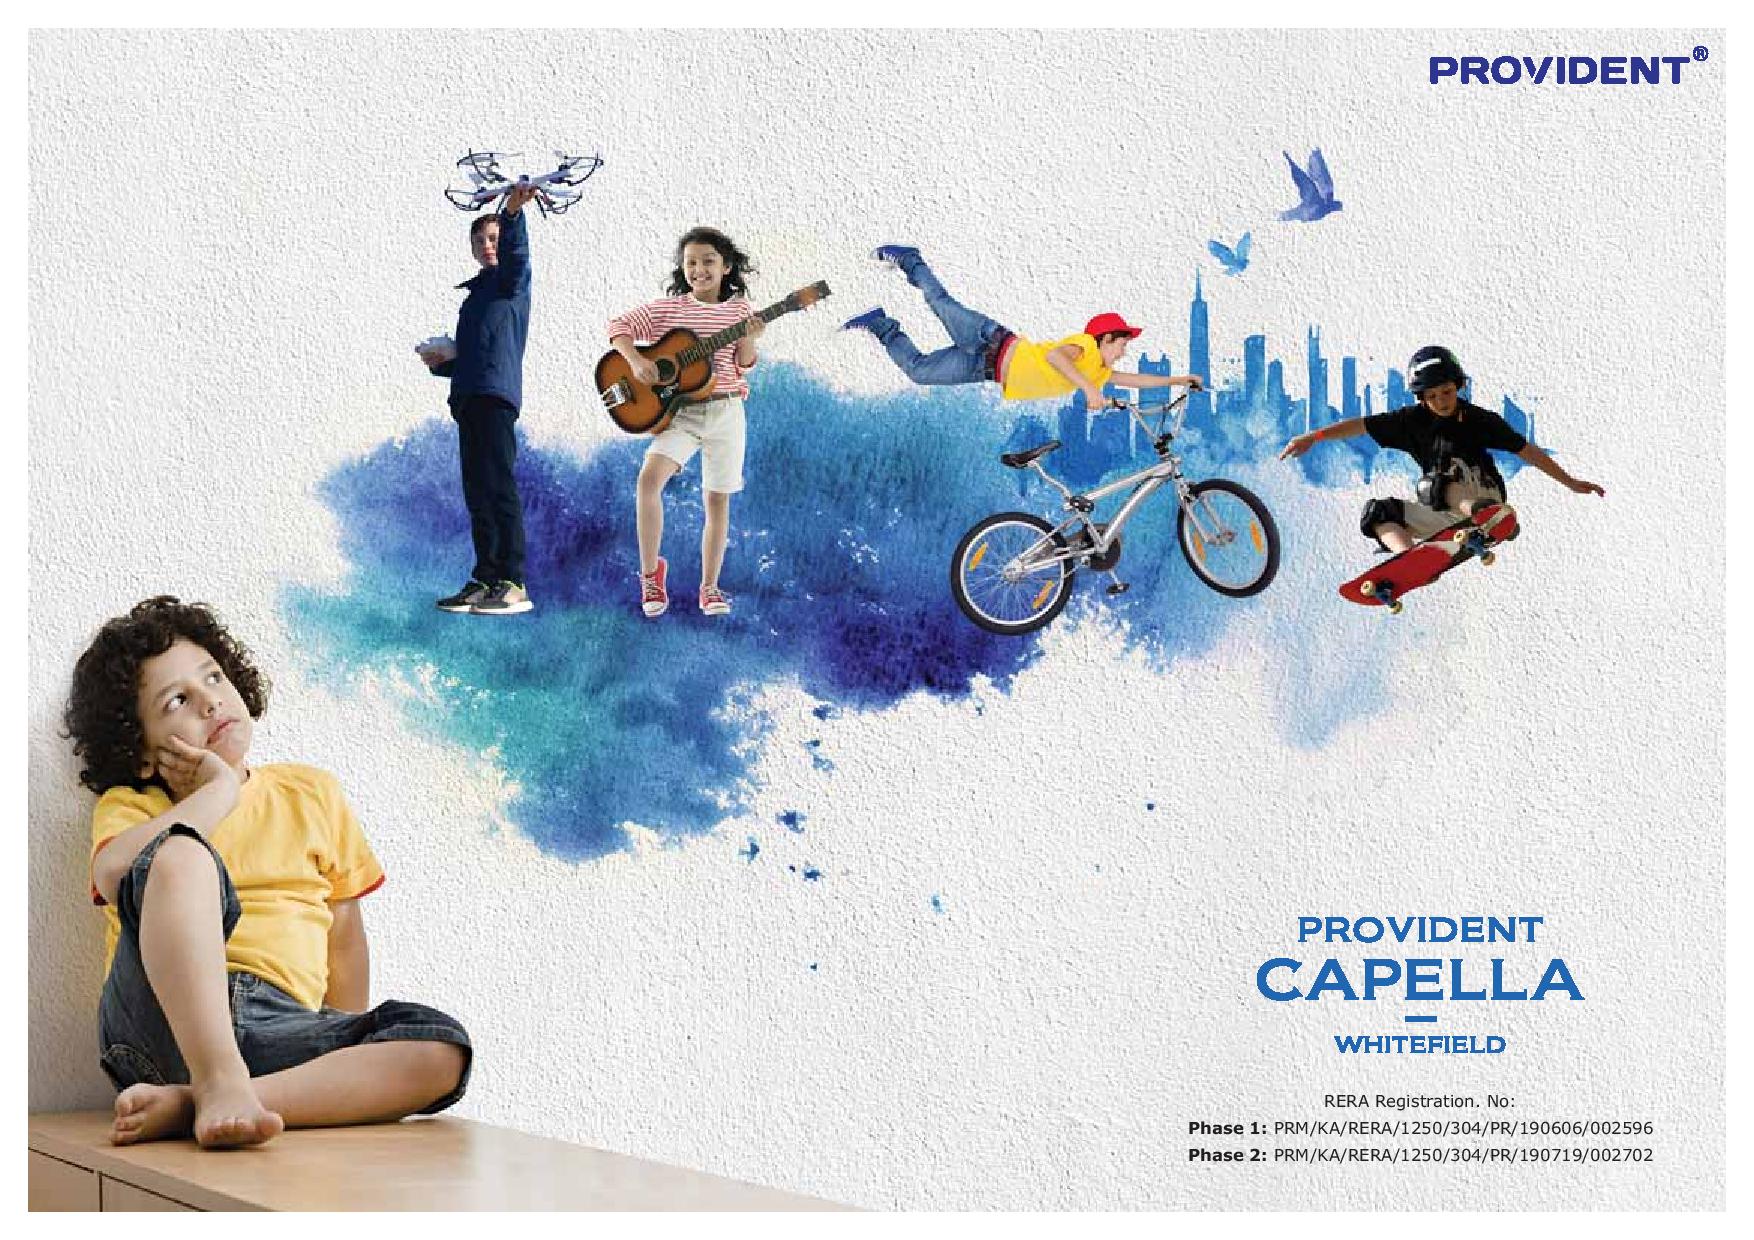 PROVIDENT®
PROVIDENT
CAPELLA
WHITEFIELD
RERA Registration. No:
Phase 1: PRM/KA/RERA/1250/304/PR/190606/002596
Phase 2: PRM/KA/RERA/1250/304/PR/190719/002702